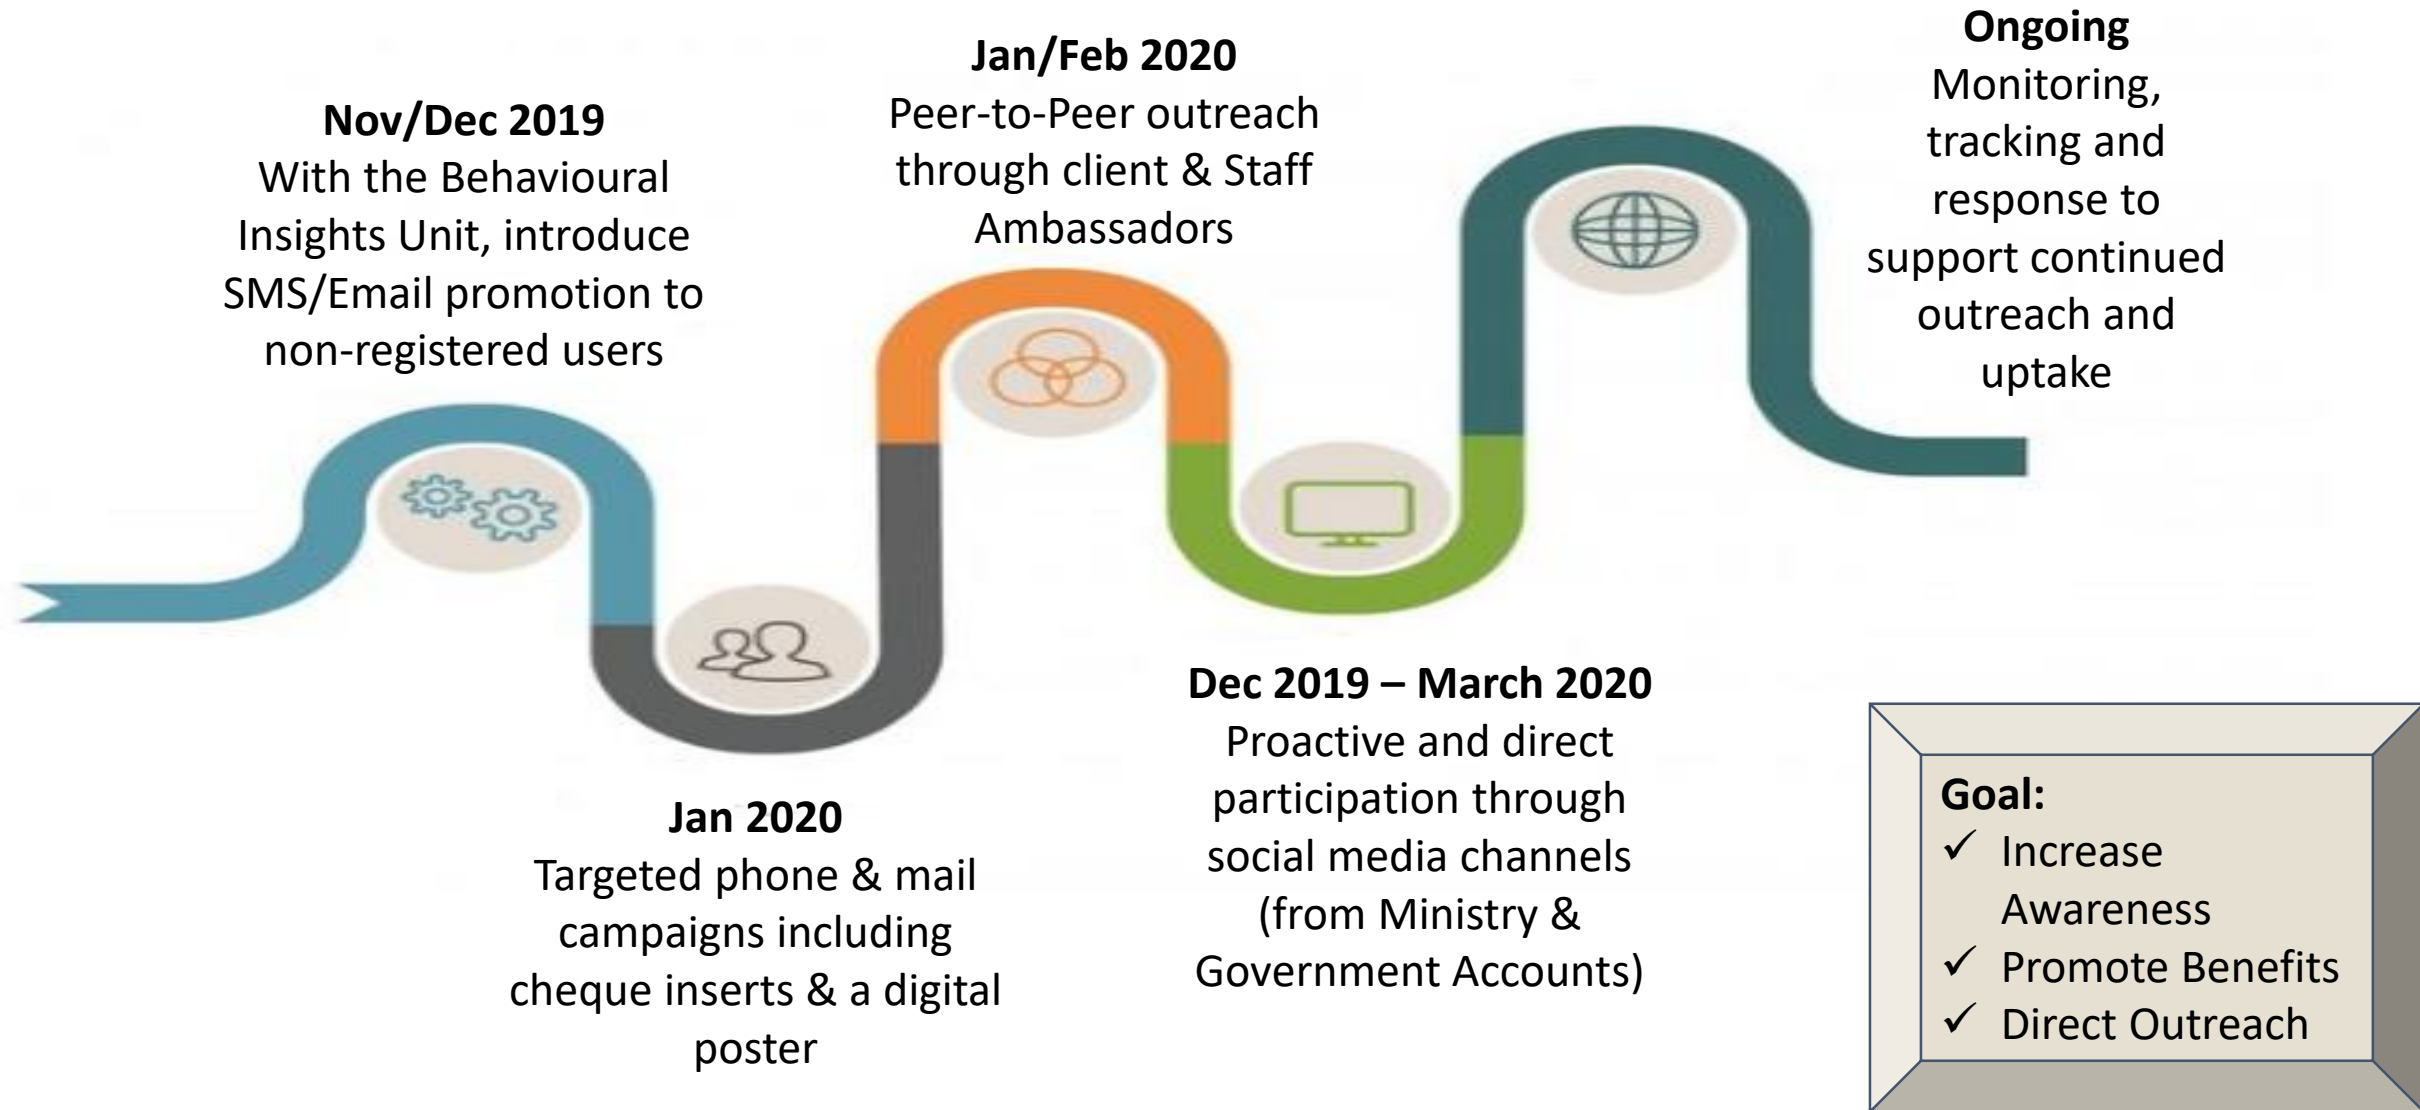 Nov/Dec 2019
With the Behavioural
Insights Unit, introduce
SMS/Email promotion to
non-registered users
Jan 2020
Targeted phone & mail
campaigns including
cheque inserts & a digital
poster
Jan/Feb 2020
Peer-to-Peer outreach
through client & Staff
Ambassadors
Dec 2019 – March 2020
Proactive and direct
participation through
social media channels
(from Ministry &
Government Accounts)
Ongoing
Monitoring,
tracking and
response to
support continued
outreach and
uptake
Goal:
✓ Increase
Awareness
✓ Promote Benefits
✓ Direct Outreach